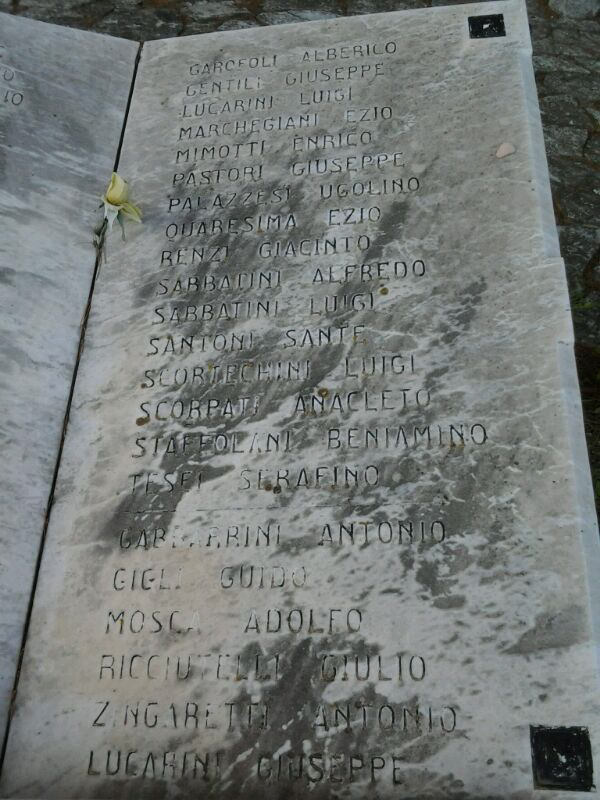 O
IO
GAROFOLI ALBERICO
GENTILI GIUSEPPE
LUCARINI LUIGI
MARCHEGIANI EZIO
MIMOTTI ENRICO
PASTORI GIUSEPPE
PALAZZESI UGOLINO
QUARESIMA EZIO
RENZI GIACINTO
SABBATINI ALFREDO
SABBATINI LUIGI
SANTONI SANTE
SCORTECHINI LUIGI
SCORPATI ANACLETO
STAFFOLANI BENIAMINO
TESEI SERAFINO
GABBARRINI ANTONIO
GIGLI GUIDO
MOSCA ADOLFO
RICCIUTELLI GIULIO
ZINGARETTI ANTONIO
LUCARINI GIUSEPPE